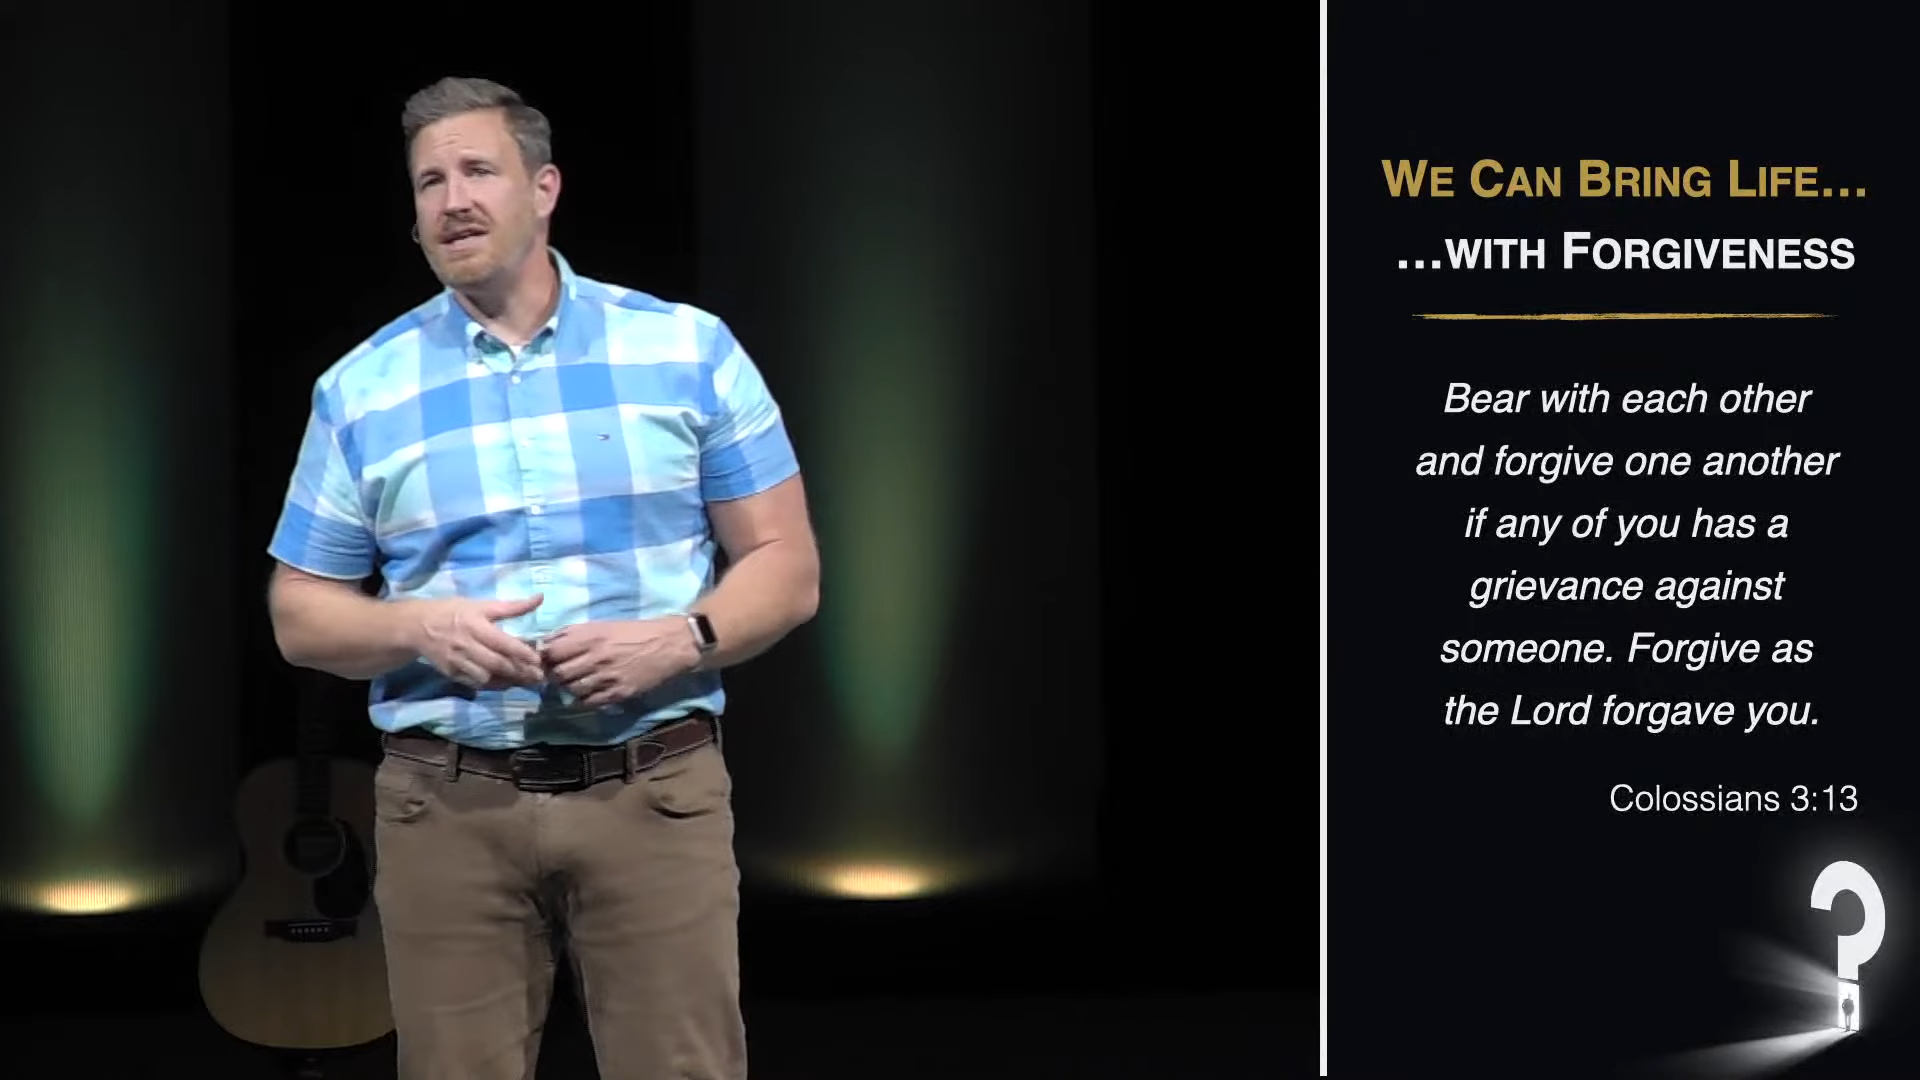 WE CAN BRING LIFE…
…WITH FORGIVENESS
Bear with each other
and forgive one another
if any of you has a
grievance against
someone. Forgive as
the Lord forgave you.
Colossians 3:13
?